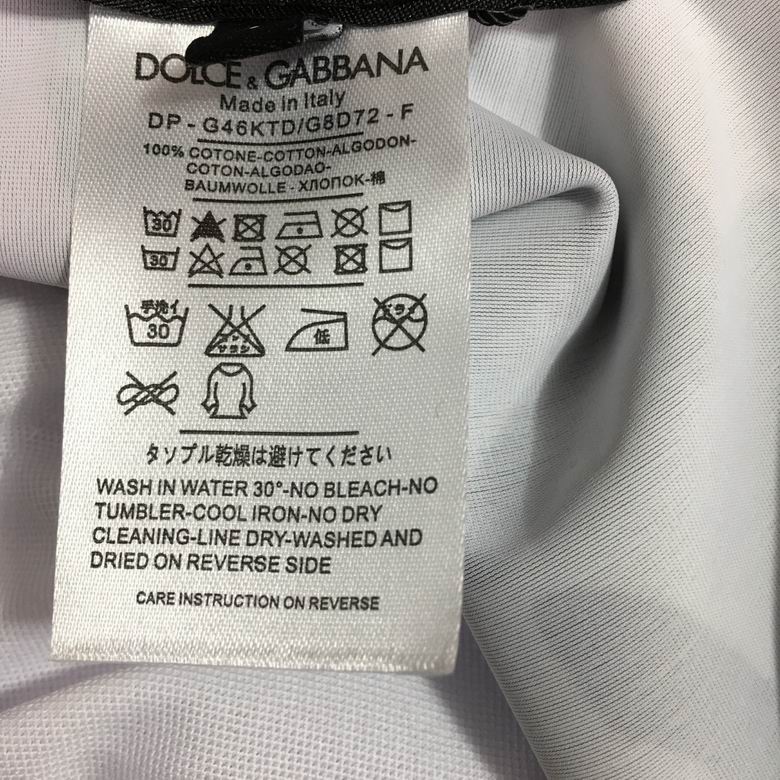 DOLCE & GABBANA
Made in Italy
DP - G46KTD/G8D72 - F
100% COTONE-COTTON-ALGODON-
COTON-ALGODAO-
BAUMWOLLE - ХЛОПОК-棉
30
30
手洗イ
30
低
タソブル乾燥は避けてください
WASH IN WATER 30°-NO BLEACH-NO
TUMBLER-COOL IRON-NO DRY
CLEANING-LINE DRY-WASHED AND
DRIED ON REVERSE SIDE
CARE INSTRUCTION ON REVERSE